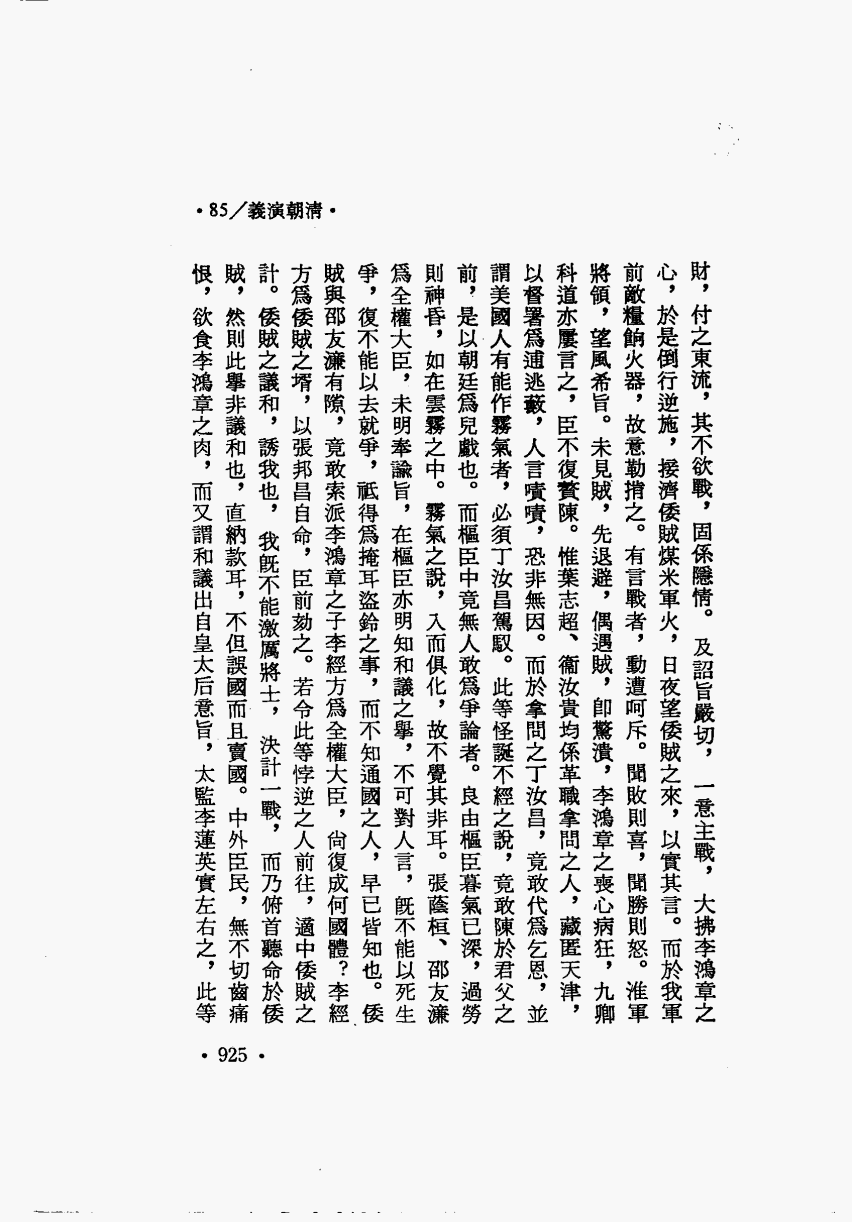 ·85／義演朝清·
財，付之東流，其不欲戰，固係隱情。及詔旨嚴切，一意主戰，大拂李鴻章之
心，於是倒行逆施，接濟倭賊煤米軍火，日夜望倭賊之來，以實其言。而於我軍
前敵糧餉火器，故意勒掯之。有言戰者，動遭呵斥。聞敗則喜，聞勝則怒。淮軍
將領，望風希旨。未見賊，先退避，偶遇賊，卽驚潰，李鴻章之喪心病狂，九卿
科道亦屢言之，臣不復贅陳。惟葉志超、衞汝貴均係革職拿問之人，藏匿天津，
以督署爲逋逃藪，人言嘖嘖，恐非無因。而於拿問之丁汝昌，竟敢代爲乞恩，並
謂美國人有能作霧氣者，必須丁汝昌駕馭。此等怪誕不經之說，竟敢陳於君父之
前，是以朝廷爲兒戲也。而樞臣中竟無人敢爲爭論者。良由樞臣暮氣已深，過勞
則神昏，如在雲霧之中。霧氣之說，入而俱化，故不覺其非耳。張蔭桓、邵友濂
爲全權大臣，未明奉諭旨，在樞臣亦明知和議之擧，不可對人言，旣不能以死生
爭，復不能以去就爭，祗得爲掩耳盜鈴之事，而不知通國之人，早已皆知也。倭
賊與邵友濂有隙，竟敢索派李鴻章之子李經方爲全權大臣，尙復成何國體？李經
方爲倭賊之壻，以張邦昌自命，臣前劾之。若令此等悖逆之人前往，適中倭賊之
計。倭賊之議和，誘我也，我旣不能激厲將士，決計一戰，而乃俯首聽命於倭
賊，然則此擧非議和也，直納款耳，不但誤國而且賣國。中外臣民，無不切齒痛
恨，欲食李鴻章之肉，而又謂和議出自皇太后意旨，太監李蓮英實左右之，此等
·925·